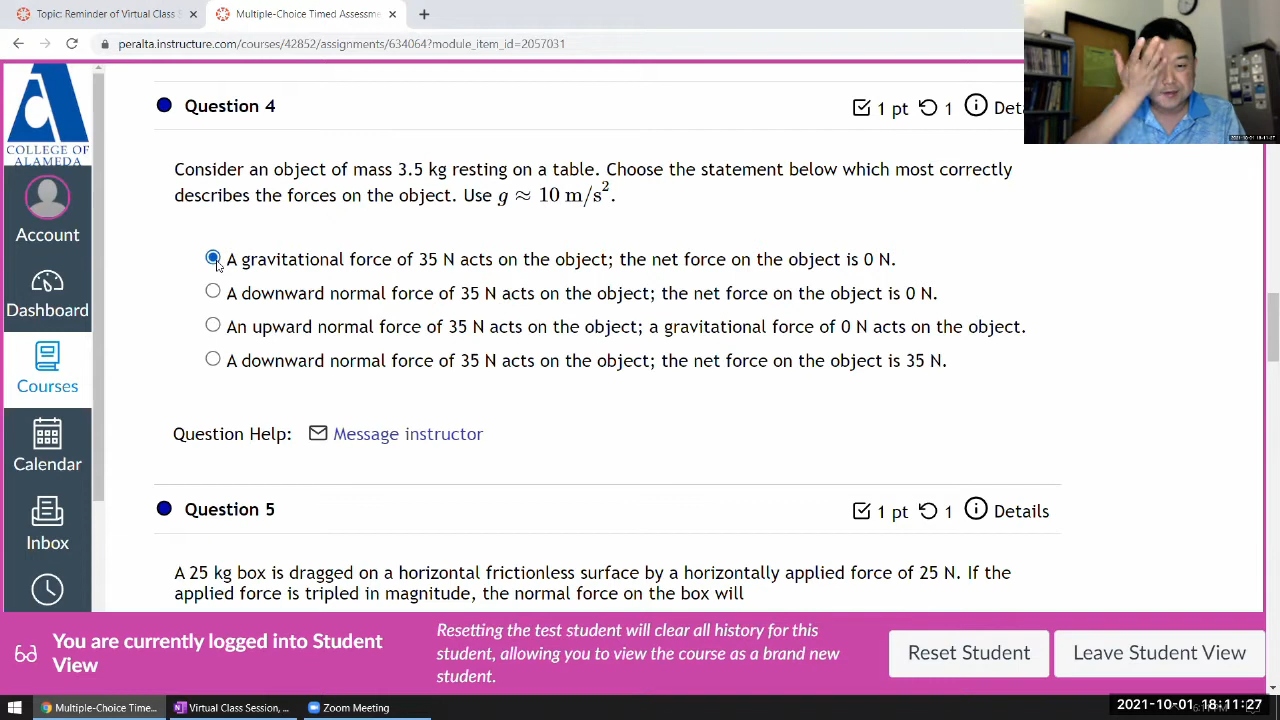 Topic: Reminder of Virtual Class S
Multiple-Choice Timed Assessme
peralta.instructure.com/courses/42852/assignments/634064?module_item_id=2057031
COLLEGE OF
ALAMEDA
Account
Dashboard
Courses
Calendar
Inbox
Question 4
1 pt
1
Deta
Consider an object of mass 3.5 kg resting on a table. Choose the statement below which most correctly
describes the forces on the object. Use g ≈ 10 m/s².
A gravitational force of 35 N acts on the object; the net force on the object is 0 N.
A downward normal force of 35 N acts on the object; the net force on the object is 0 N.
An upward normal force of 35 N acts on the object; a gravitational force of 0 N acts on the object.
A downward normal force of 35 N acts on the object; the net force on the object is 35 N.
Question Help:
Message instructor
Question 5
1 pt
1
Details
A 25 kg box is dragged on a horizontal frictionless surface by a horizontally applied force of 25 N. If the
applied force is tripled in magnitude, the normal force on the box will
You are currently logged into Student
View
Resetting the test student will clear all history for this
student, allowing you to view the course as a brand new
student.
Reset Student
Leave Student View
Multiple-Choice Time...
Virtual Class Session, ...
Zoom Meeting
2021-10-01 18:11:27
2021-10-01 18:11:27